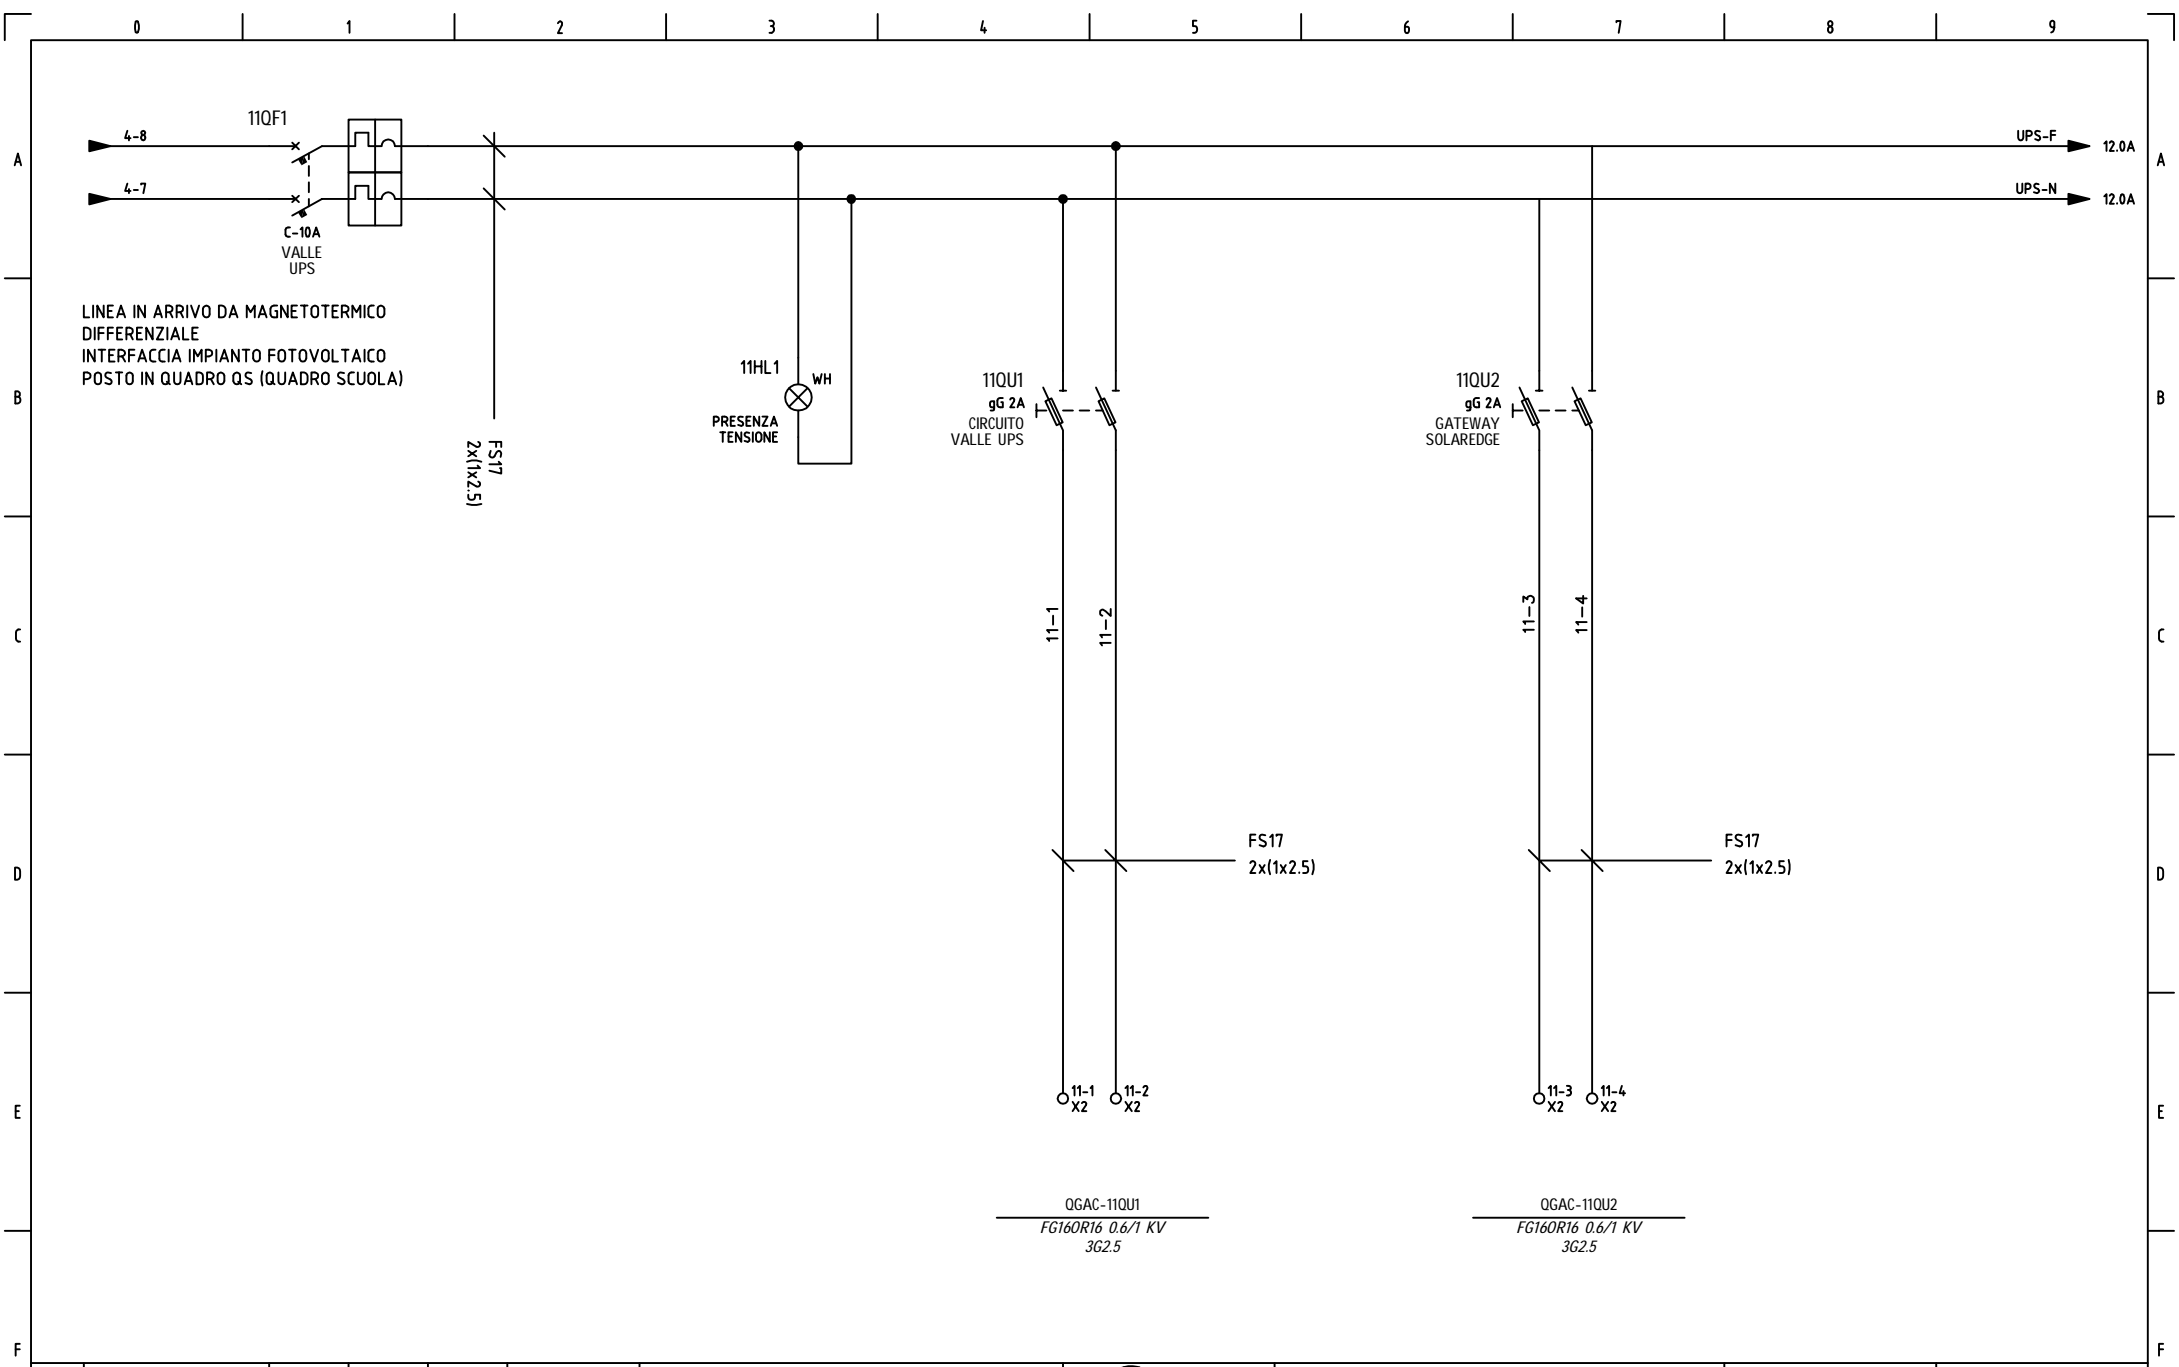 0 1 2 3 4 5 6 7 8 9
11QF1
4-8
UPS-F
12.0A
A
A
4-7
UPS-N
12.0A
C-10A
VALLE
UPS
LINEA IN ARRIVO DA MAGNETOTERMICO
DIFFERENZIALE
INTERFACCIA IMPIANTO FOTOVOLTAICO
POSTO IN QUADRO QS (QUADRO SCUOLA)
11HL1
WH
PRESENZA
TENSIONE
11QU1
gG 2A
CIRCUITO
VALLE UPS
11QU2
gG 2A
GATEWAY
SOLAREDGE
B
B
FS17
2x(1x2.5)
11-1
11-2
11-3
11-4
C
C
FS17
2x(1x2.5)
FS17
2x(1x2.5)
D
D
11-1
X2
11-2
X2
11-3
X2
11-4
X2
E
E
QGAC-11QU1
FG16OR16 0.6/1 KV
3G2.5
QGAC-11QU2
FG16OR16 0.6/1 KV
3G2.5
F
F